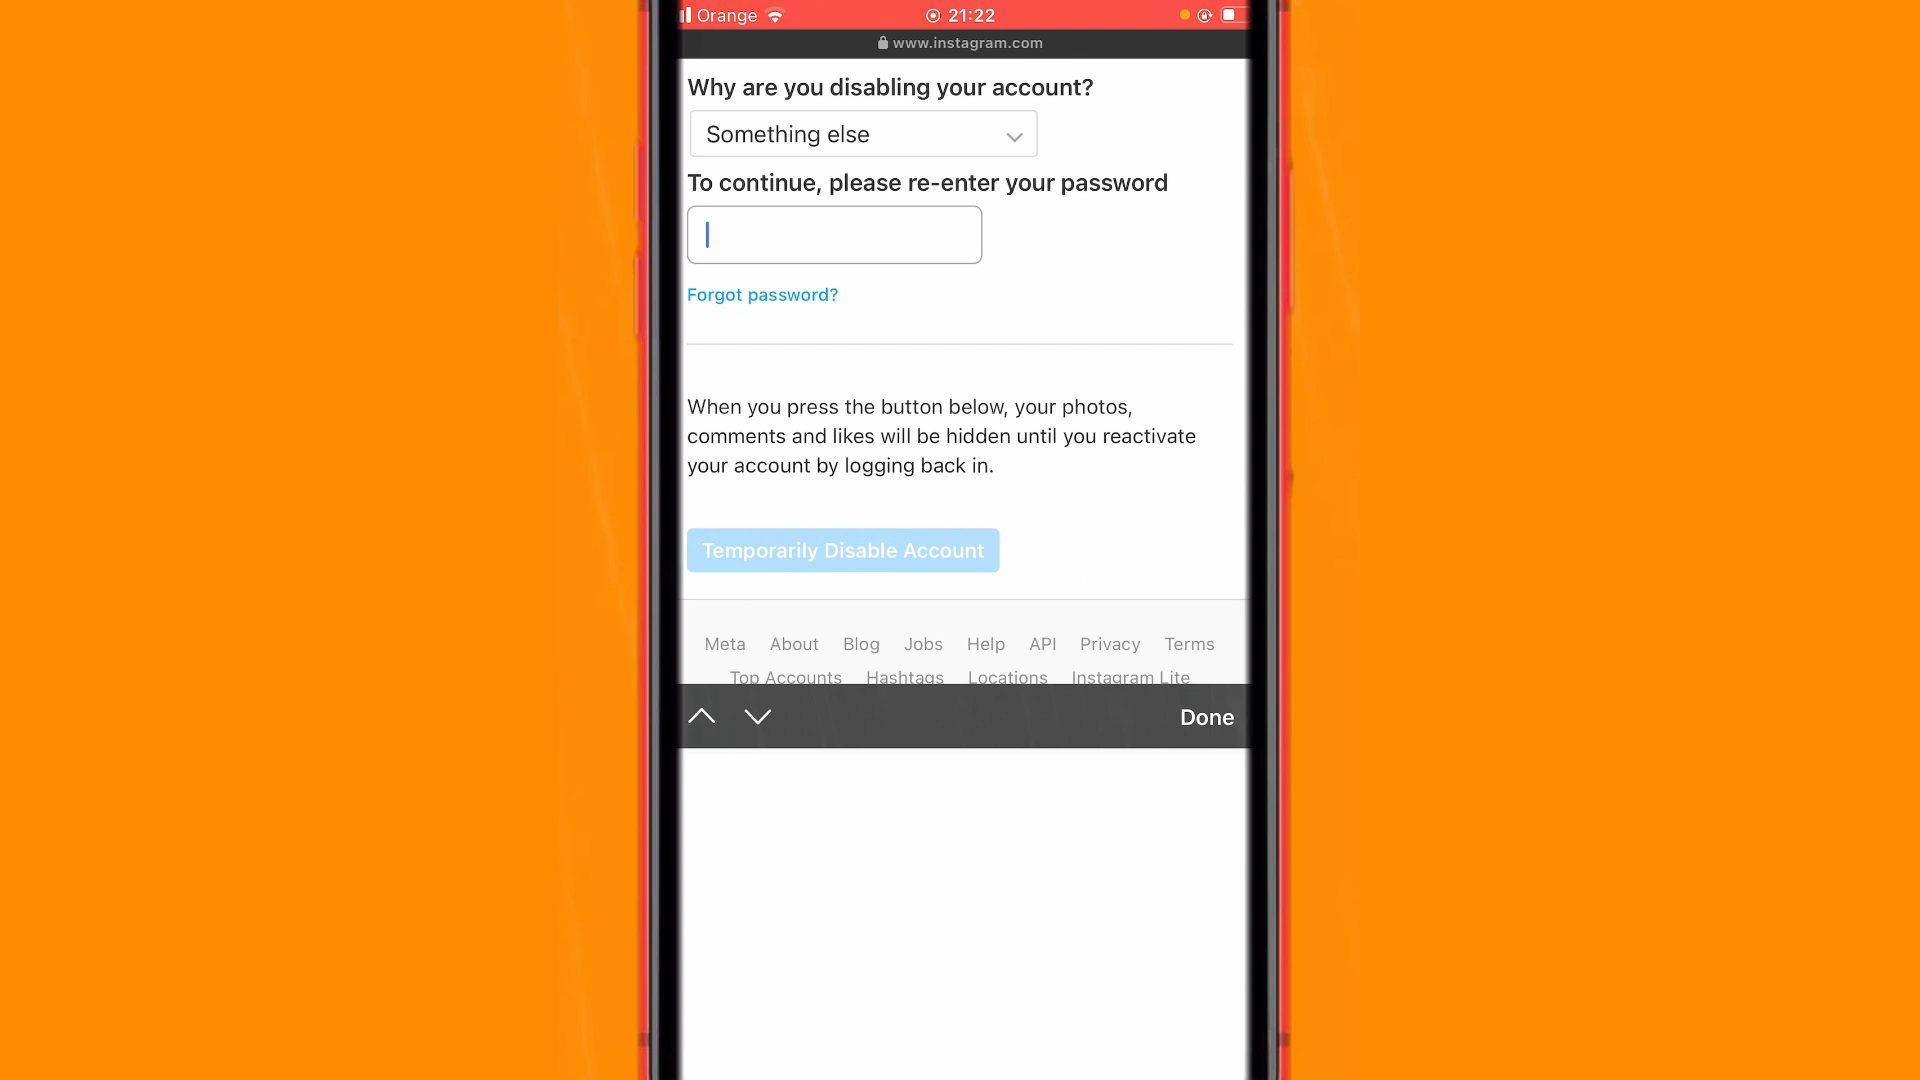 Orange 21:22
www.instagram.com
Why are you disabling your account?
Something else
To continue, please re-enter your password
Forgot password?
When you press the button below, your photos,
comments and likes will be hidden until you reactivate
your account by logging back in.
Temporarily Disable Account
Meta About Blog Jobs Help API Privacy Terms
Top Accounts Hashtags Locations Instagram Lite
Done